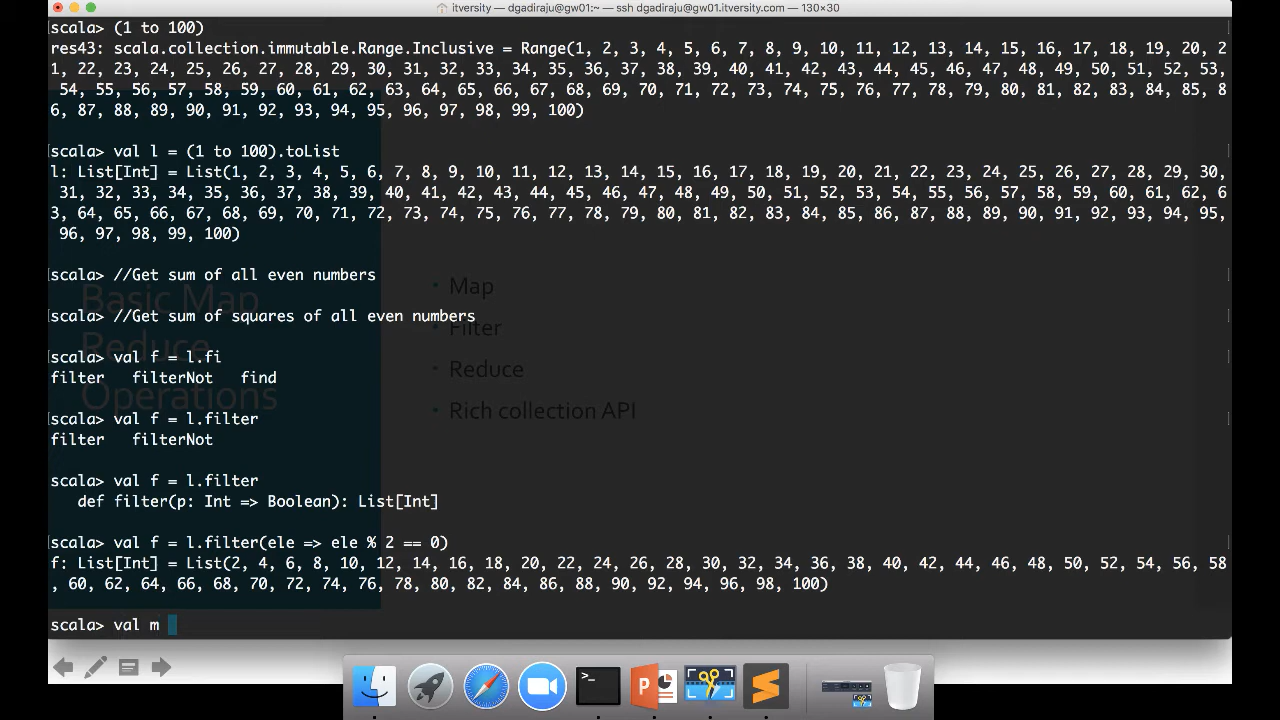 itversity — dgadiraju@gw01:~ — ssh dgadiraju@gw01.itversity.com — 130×30
[scala> (1 to 100)
res43: scala.collection.immutable.Range.Inclusive = Range(1, 2, 3, 4, 5, 6, 7, 8, 9, 10, 11, 12, 13, 14, 15, 16, 17, 18, 19, 20, 2
1, 22, 23, 24, 25, 26, 27, 28, 29, 30, 31, 32, 33, 34, 35, 36, 37, 38, 39, 40, 41, 42, 43, 44, 45, 46, 47, 48, 49, 50, 51, 52, 53,
 54, 55, 56, 57, 58, 59, 60, 61, 62, 63, 64, 65, 66, 67, 68, 69, 70, 71, 72, 73, 74, 75, 76, 77, 78, 79, 80, 81, 82, 83, 84, 85, 8
6, 87, 88, 89, 90, 91, 92, 93, 94, 95, 96, 97, 98, 99, 100)
[scala> val l = (1 to 100).toList
l: List[Int] = List(1, 2, 3, 4, 5, 6, 7, 8, 9, 10, 11, 12, 13, 14, 15, 16, 17, 18, 19, 20, 21, 22, 23, 24, 25, 26, 27, 28, 29, 30,
 31, 32, 33, 34, 35, 36, 37, 38, 39, 40, 41, 42, 43, 44, 45, 46, 47, 48, 49, 50, 51, 52, 53, 54, 55, 56, 57, 58, 59, 60, 61, 62, 6
3, 64, 65, 66, 67, 68, 69, 70, 71, 72, 73, 74, 75, 76, 77, 78, 79, 80, 81, 82, 83, 84, 85, 86, 87, 88, 89, 90, 91, 92, 93, 94, 95,
 96, 97, 98, 99, 100)
[scala> //Get sum of all even numbers
[scala> //Get sum of squares of all even numbers
[scala> val f = l.fi
filter   filterNot   find
[scala> val f = l.filter
filter   filterNot
[scala> val f = l.filter
   def filter(p: Int => Boolean): List[Int]
[scala> val f = l.filter(ele => ele % 2 == 0)
f: List[Int] = List(2, 4, 6, 8, 10, 12, 14, 16, 18, 20, 22, 24, 26, 28, 30, 32, 34, 36, 38, 40, 42, 44, 46, 48, 50, 52, 54, 56, 58
, 60, 62, 64, 66, 68, 70, 72, 74, 76, 78, 80, 82, 84, 86, 88, 90, 92, 94, 96, 98, 100)
scala> val m
Basic Map
Reduce
Operations
• Map
• Filter
• Reduce
• Rich collection API